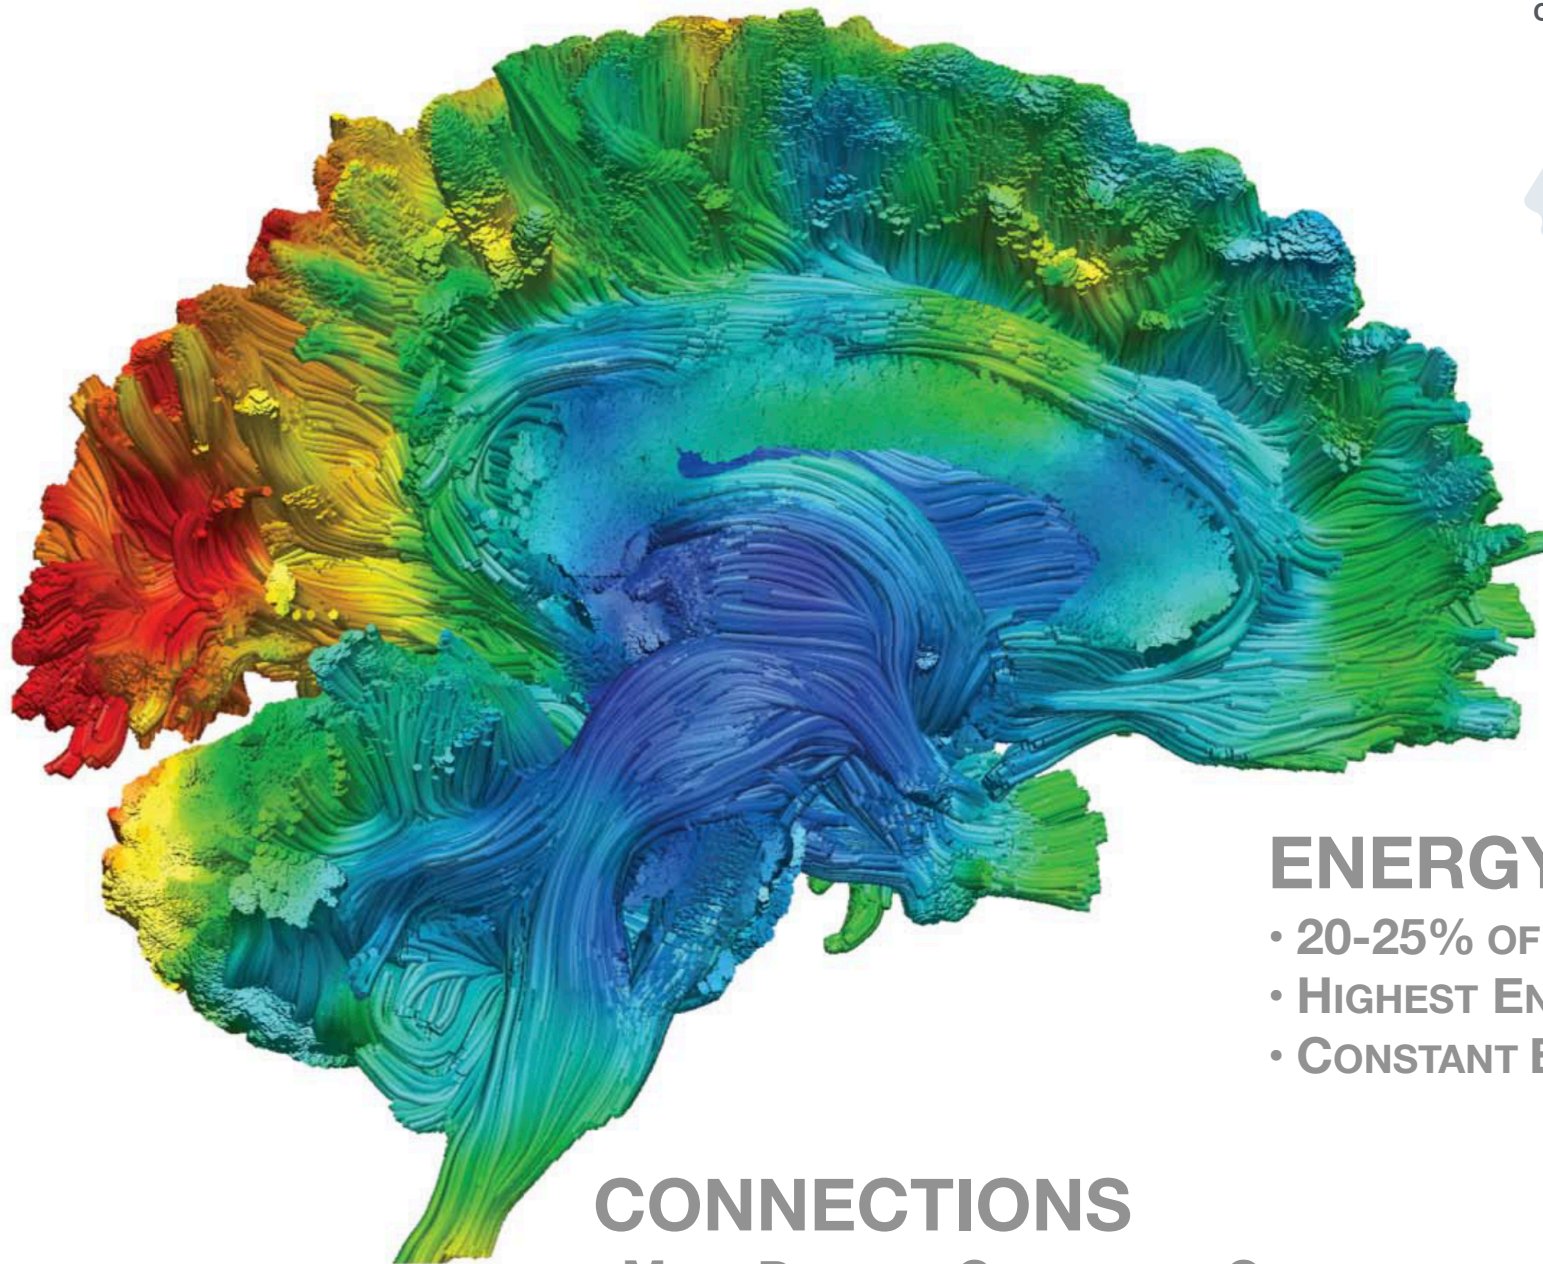 ENERGY
• 20-25% OF
• HIGHEST EN
• CONSTANT
CONNECTIONS